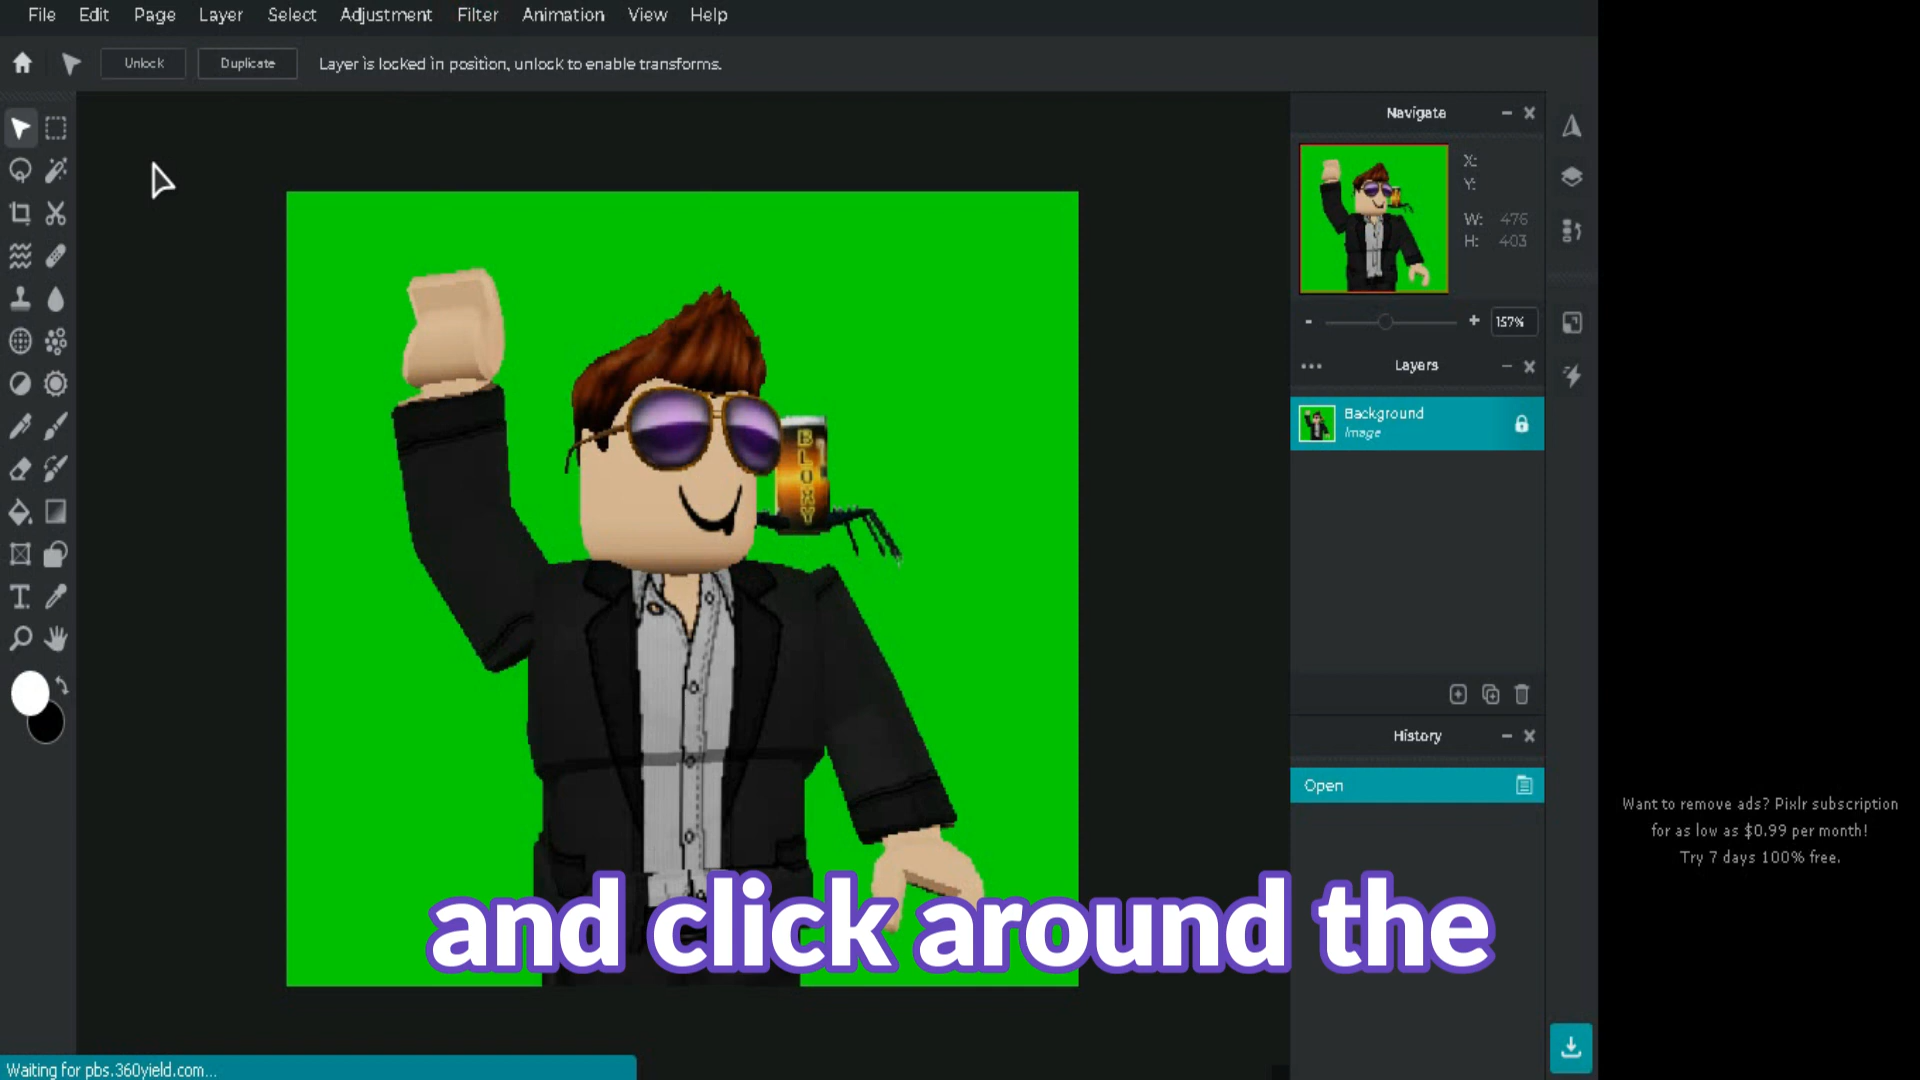 File Edit Page Layer Select Adjustment Filter Animation View Help
Unlock Duplicate Layer is locked in position, unlock to enable transforms.
Navigate
X:
Y:
W: 476
H: 403
- + 157%
Layers
Background
Image
BLOXY
History
Open
Want to remove ads? Pixlr subscription
for as low as $0.99 per month!
Try 7 days 100% free.
and click around the
Waiting for pbs.360yield.com...